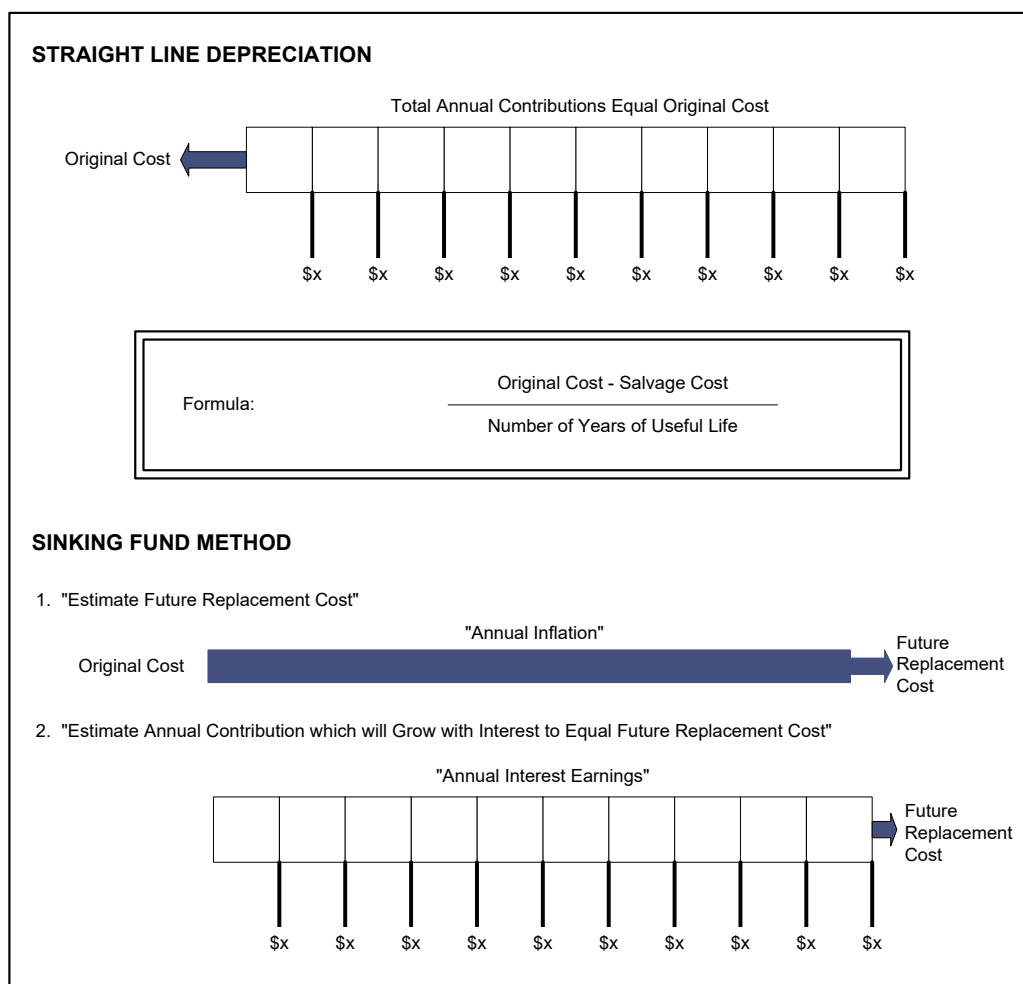 STRAIGHT LINE DEPRECIATION
Total Annual Contributions Equal Original Cost
Original Cost
$x $x $x $x $x $x $x $x $x $x
Formula:
Original Cost - Salvage Cost
Number of Years of Useful Life
SINKING FUND METHOD
1. "Estimate Future Replacement Cost"
"Annual Inflation"
Original Cost
Future
Replacement
Cost
2. "Estimate Annual Contribution which will Grow with Interest to Equal Future Replacement Cost"
"Annual Interest Earnings"
Future
Replacement
Cost
$x $x $x $x $x $x $x $x $x $x